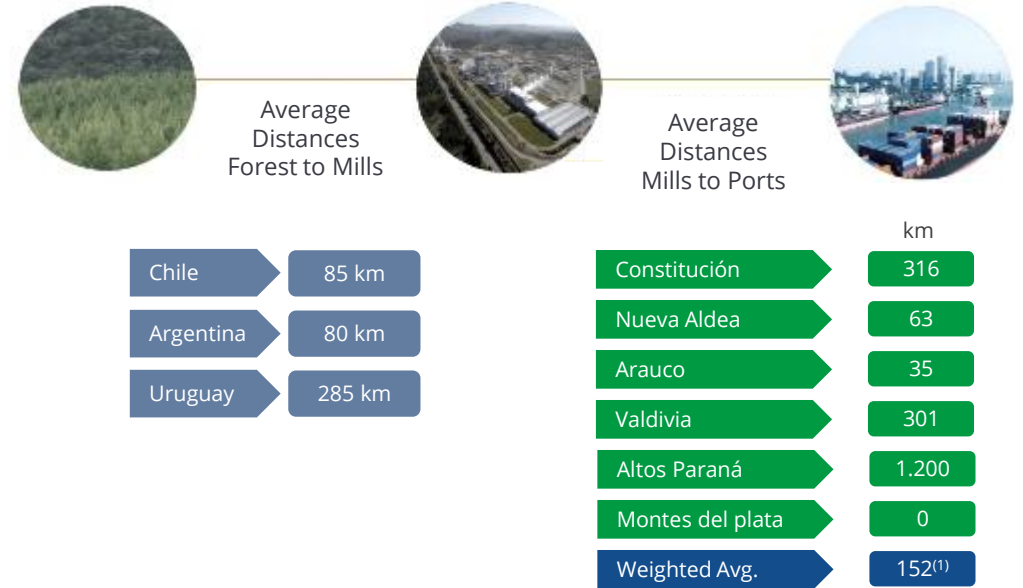 Average
Distances
Forest to Mills
Average
Distances
Mills to Ports
Chile 85 km
Argentina 80 km
Uruguay 285 km
km
Constitución 316
Nueva Aldea 63
Arauco 35
Valdivia 301
Altos Paraná 1.200
Montes del plata 0
Weighted Avg. 152(1)